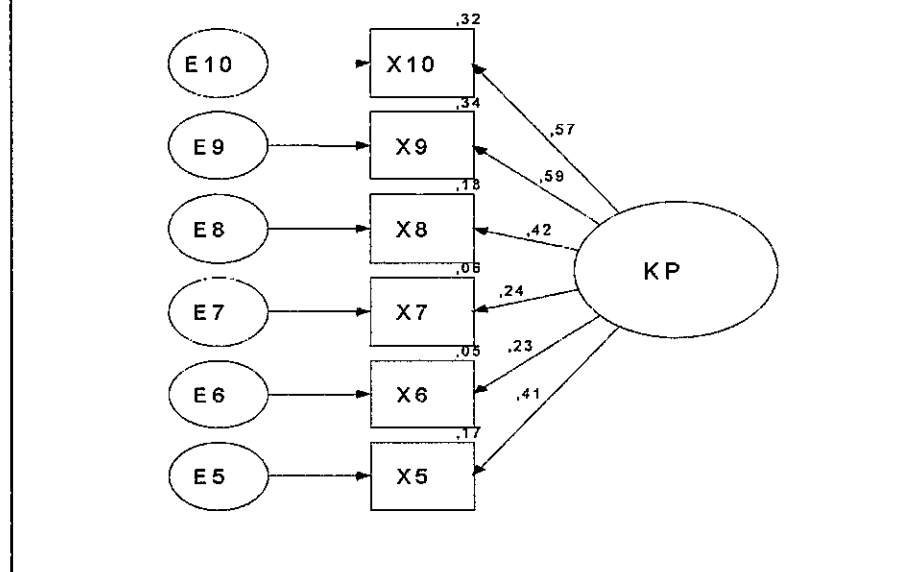 ,32
E10 X10
,57
,34
E9 X9
,59
,18
E8 X8
,42
KP
,06
E7 X7
,24
,05
E6 X6
,23
,41
,17
E5 X5